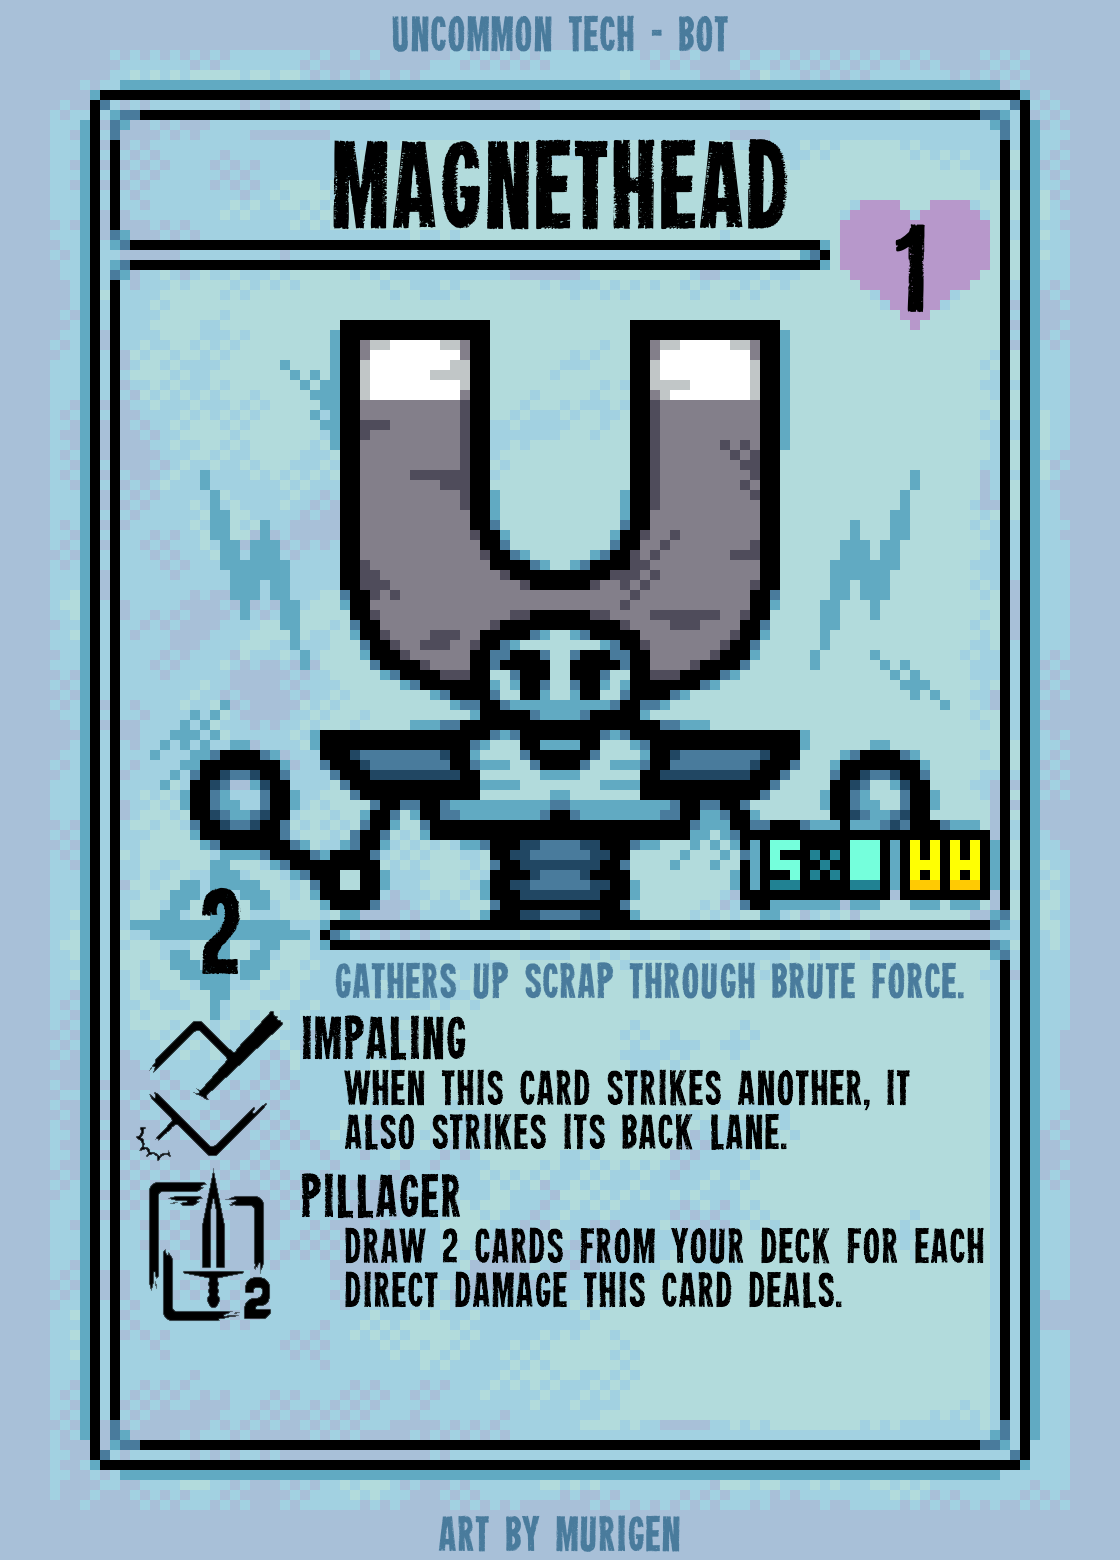 UNCOMMON TECH - BOT
MAGNETHEAD
1
2
GATHERS UP SCRAP THROUGH BRUTE FORCE.
IMPALING
WHEN THIS CARD STRIKES ANOTHER, IT
ALSO STRIKES ITS BACK LANE.
PILLAGER
DRAW 2 CARDS FROM YOUR DECK FOR EACH
DIRECT DAMAGE THIS CARD DEALS.
2
ART BY MURIGEN